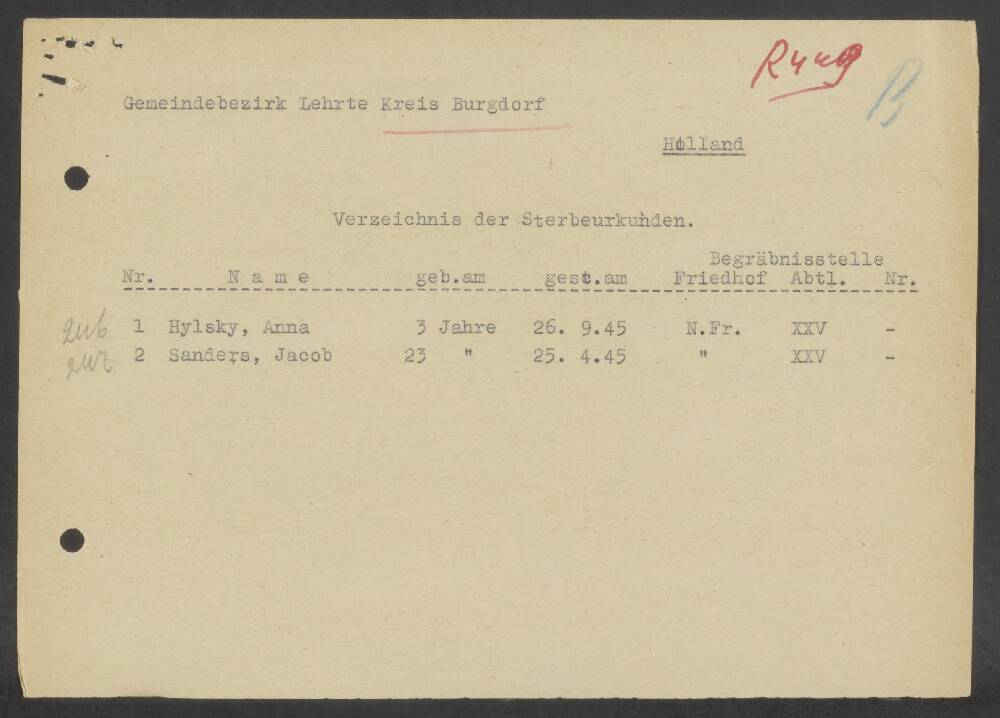 Gemeindebezirk Lehrte Kreis Burgdorf
B
Holland
Verzeichnis der Sterbeurkunden.
Begräbnisstelle
Nr. Name geb.am gest.am Friedhof Abtl. Nr.
1 Hylsky, Anna 3 Jahre 26. 9.45 N.Fr. XXV -
2 Sanders, Jacob 23 " 25. 4.45 " XXV -